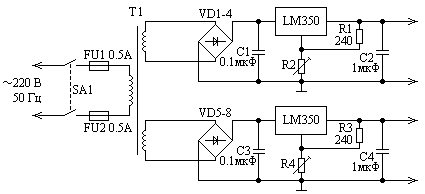 T1
VD1-4
LM350
R1
240
FU1 0.5A
C1
0.1мкФ
R2
C2
1мкФ
~220 В
50 Гц
SA1
FU2 0.5A
VD5-8
LM350
R3
240
C3
0.1мкФ
R4
C4
1мкФ